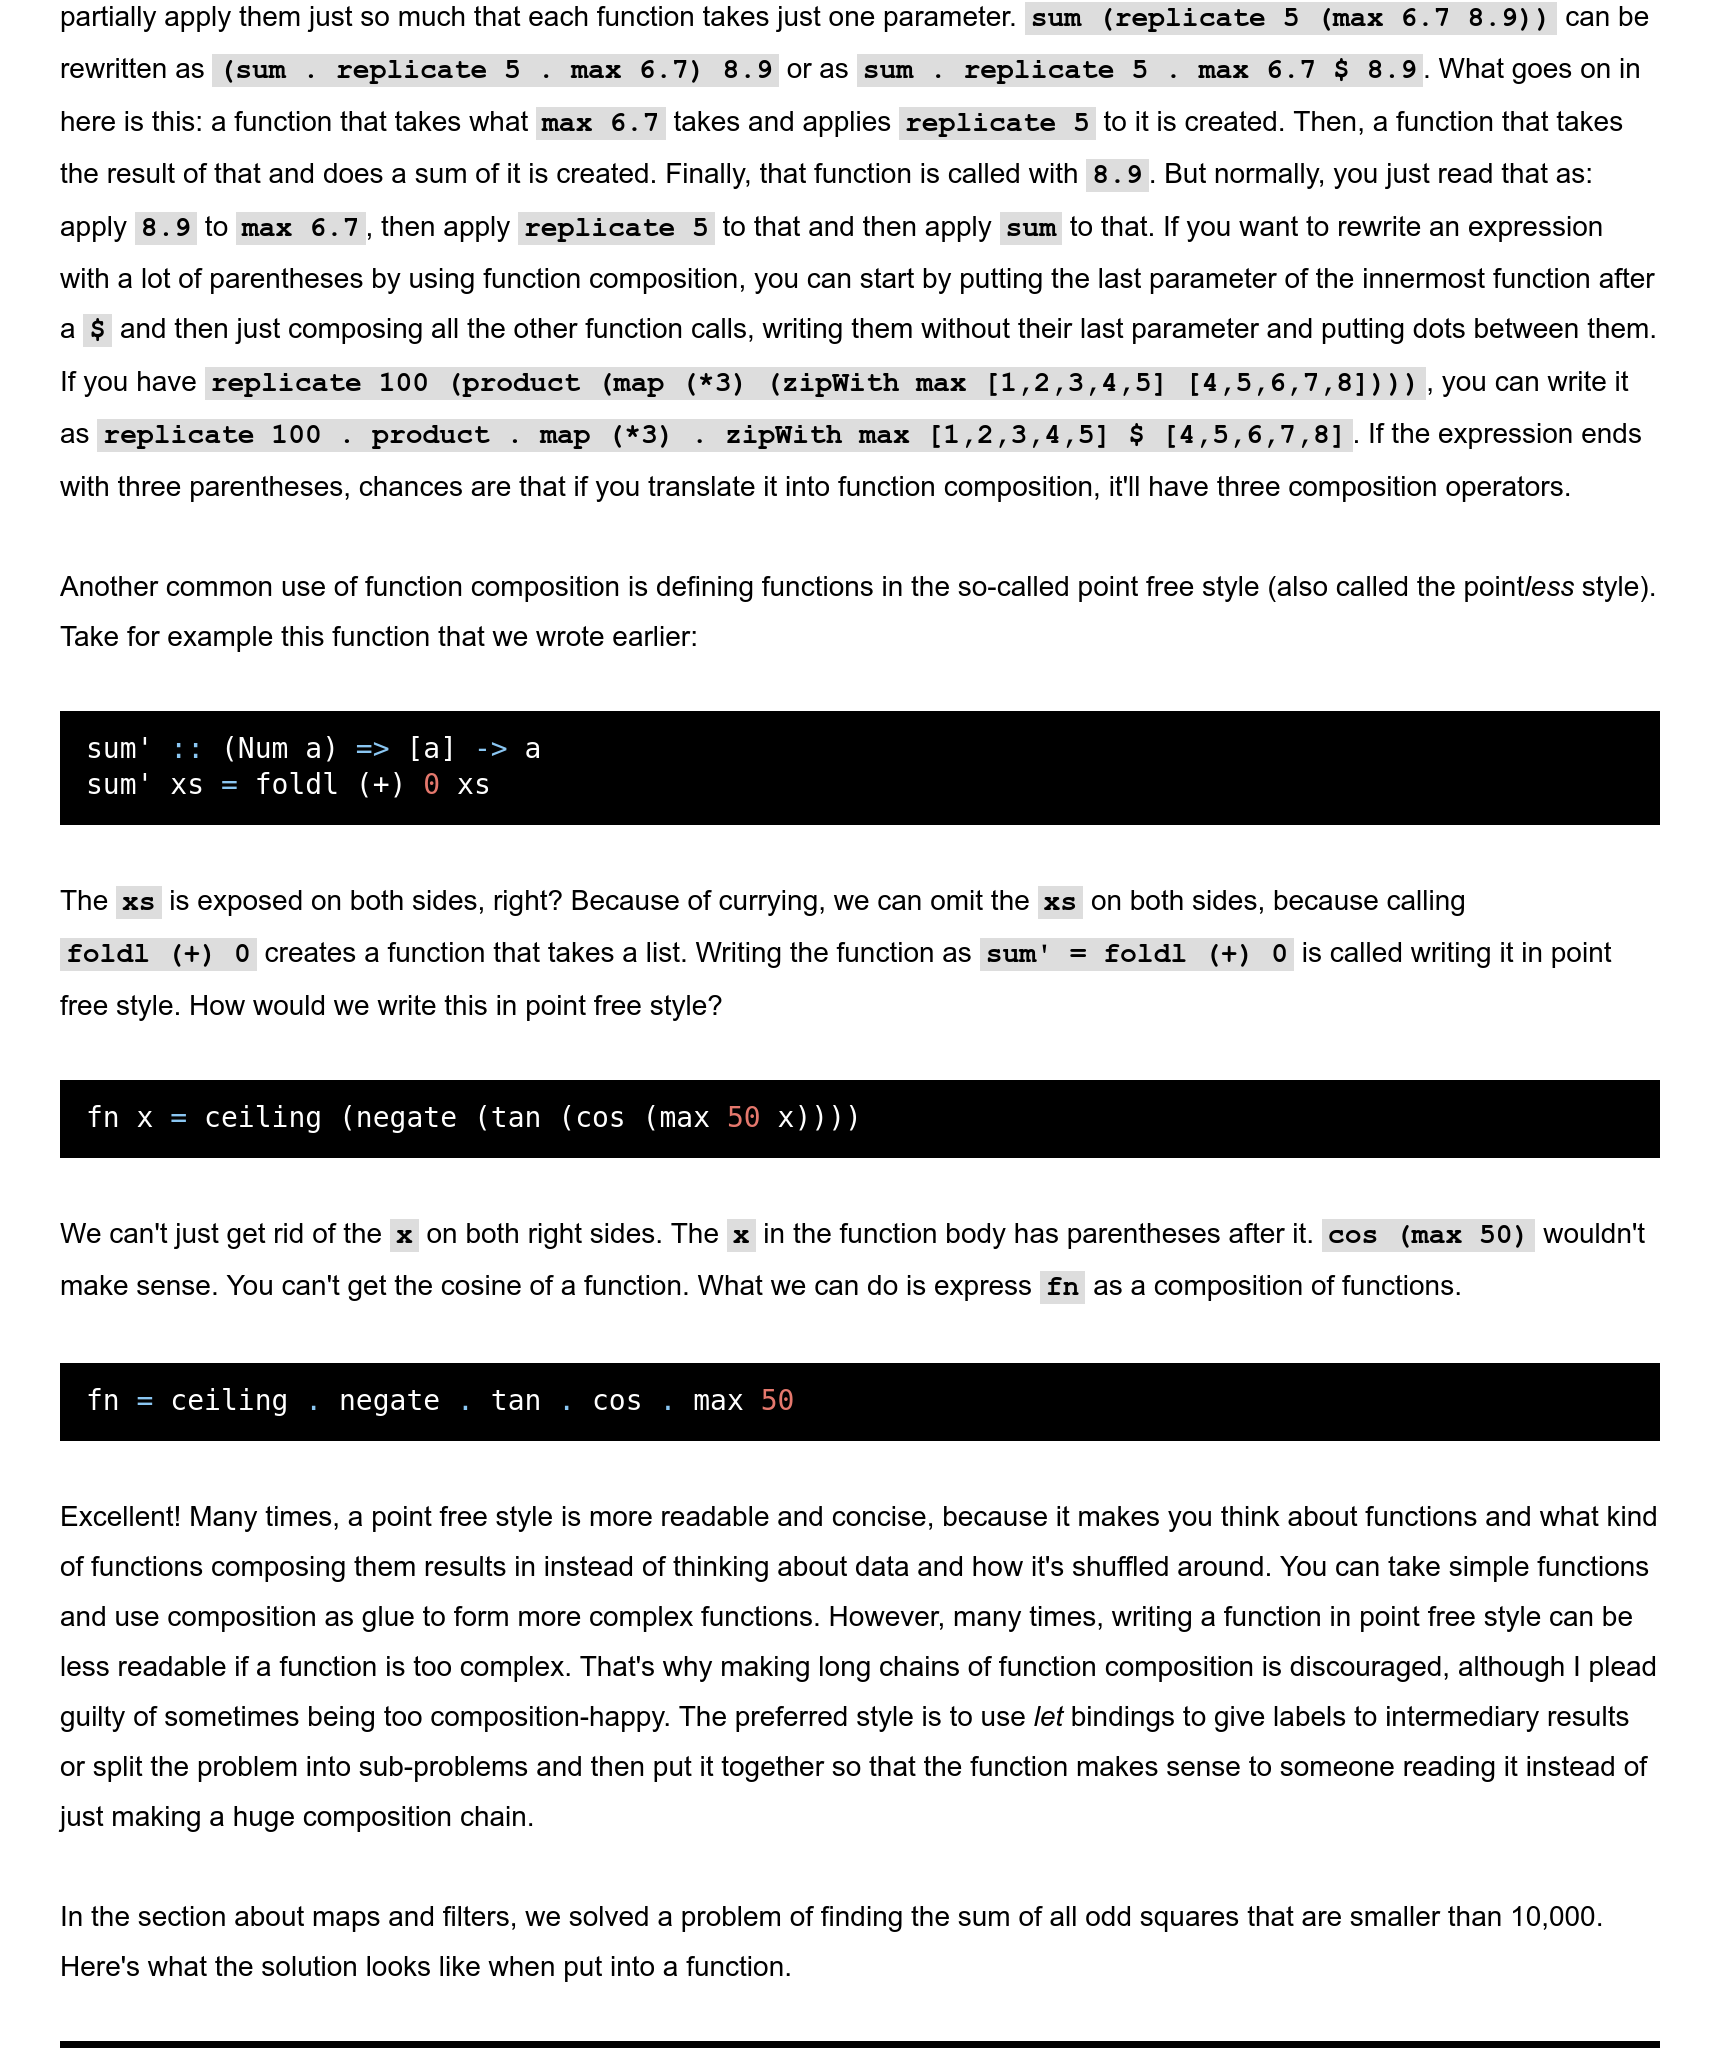 partially apply them just so much that each function takes just one parameter. sum (replicate 5 (max 6.7 8.9)) can be
rewritten as (sum . replicate 5 . max 6.7) 8.9 or as sum . replicate 5 . max 6.7 $ 8.9. What goes on in
here is this: a function that takes what max 6.7 takes and applies replicate 5 to it is created. Then, a function that takes
the result of that and does a sum of it is created. Finally, that function is called with 8.9. But normally, you just read that as:
apply 8.9 to max 6.7, then apply replicate 5 to that and then apply sum to that. If you want to rewrite an expression
with a lot of parentheses by using function composition, you can start by putting the last parameter of the innermost function after
a $ and then just composing all the other function calls, writing them without their last parameter and putting dots between them.
If you have replicate 100 (product (map (*3) (zipWith max [1,2,3,4,5] [4,5,6,7,8]))), you can write it
as replicate 100 . product . map (*3) . zipWith max [1,2,3,4,5] $ [4,5,6,7,8]. If the expression ends
with three parentheses, chances are that if you translate it into function composition, it'll have three composition operators.
Another common use of function composition is defining functions in the so-called point free style (also called the pointless style).
Take for example this function that we wrote earlier:
sum' :: (Num a) => [a] -> a
sum' xs = foldl (+) 0 xs
The xs is exposed on both sides, right? Because of currying, we can omit the xs on both sides, because calling
foldl (+) 0 creates a function that takes a list. Writing the function as sum' = foldl (+) 0 is called writing it in point
free style. How would we write this in point free style?
fn x = ceiling (negate (tan (cos (max 50 x))))
We can't just get rid of the x on both right sides. The x in the function body has parentheses after it. cos (max 50) wouldn't
make sense. You can't get the cosine of a function. What we can do is express fn as a composition of functions.
fn = ceiling . negate . tan . cos . max 50
Excellent! Many times, a point free style is more readable and concise, because it makes you think about functions and what kind
of functions composing them results in instead of thinking about data and how it's shuffled around. You can take simple functions
and use composition as glue to form more complex functions. However, many times, writing a function in point free style can be
less readable if a function is too complex. That's why making long chains of function composition is discouraged, although I plead
guilty of sometimes being too composition-happy. The preferred style is to use let bindings to give labels to intermediary results
or split the problem into sub-problems and then put it together so that the function makes sense to someone reading it instead of
just making a huge composition chain.
In the section about maps and filters, we solved a problem of finding the sum of all odd squares that are smaller than 10,000.
Here's what the solution looks like when put into a function.